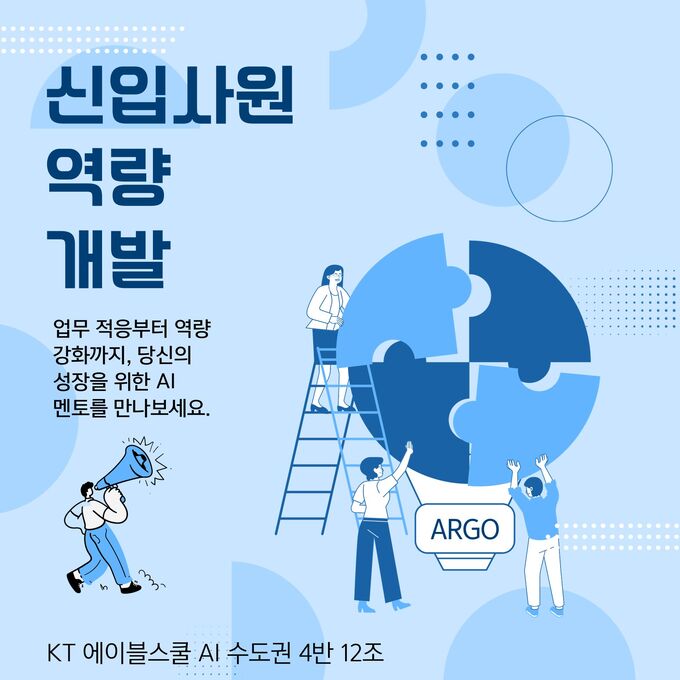 신입사원
역량
개발
업무 적응부터 역량
강화까지, 당신의
성장을 위한 AI
멘토를 만나보세요.
ARGO
KT 에이블스쿨 AI 수도권 4반 12조